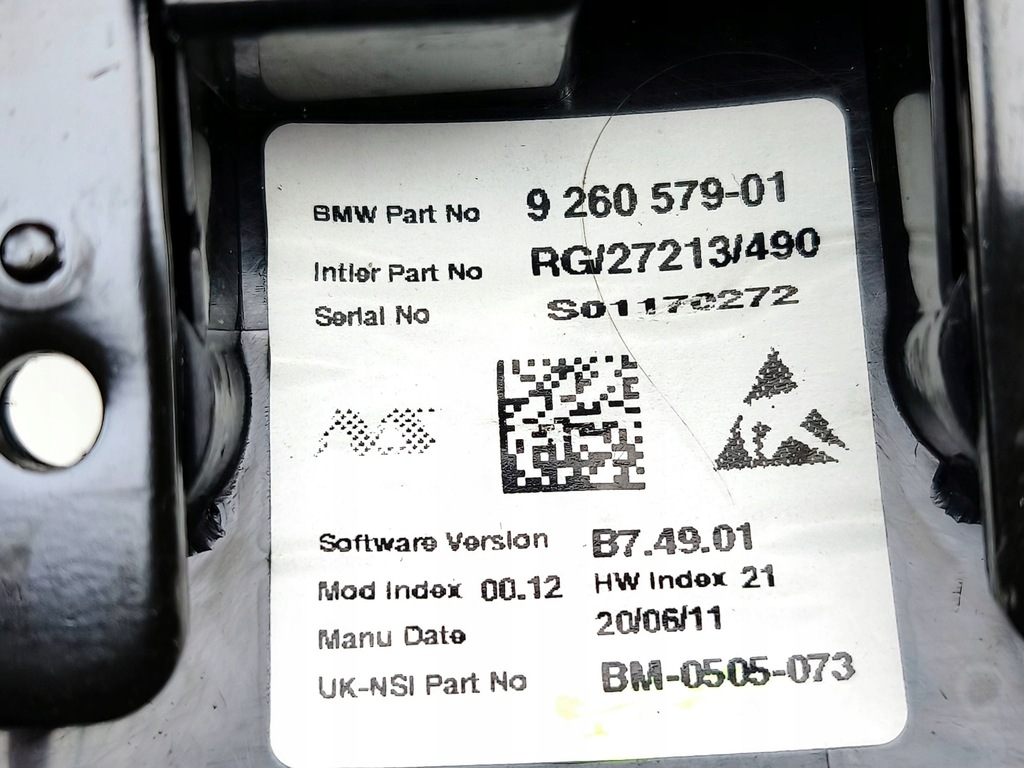 BMW Part No 9 260 579-01
Intier Part No RG/27213/490
Serial No S01170272
Software Version B7.49.01
Mod Index 00.12 HW Index 21
Manu Date 20/06/11
UK-NSI Part No BM-0505-073